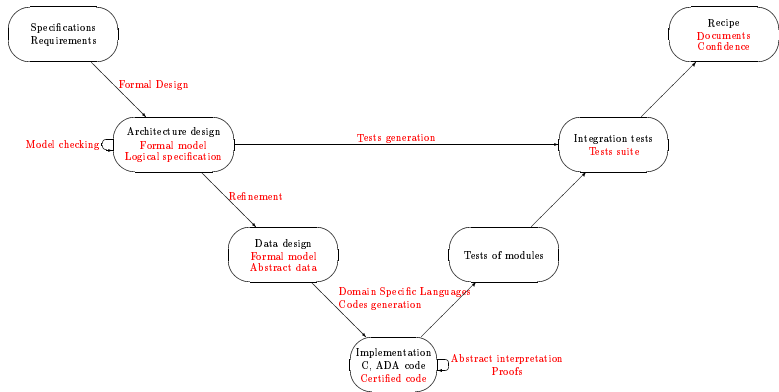 Specifications
Requirements
Recipe
Documents
Confidence
Formal Design
Architecture design
Formal model
Logical specification
Model checking
Tests generation
Integration tests
Tests suite
Refinement
Data design
Formal model
Abstract data
Tests of modules
Domain Specific Languages
Codes generation
Implementation
C, ADA code
Certified code
Abstract interpretation
Proofs